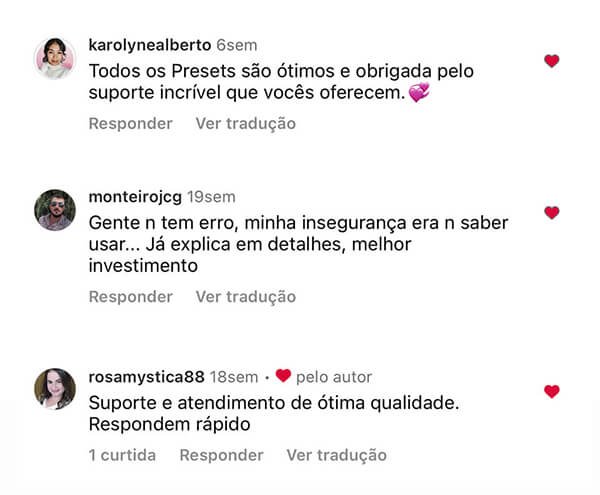 karolynealberto 6sem
Todos os Presets são ótimos e obrigada pelo
suporte incrível que vocês oferecem.💞
Responder Ver tradução
monteirojcg 19sem
Gente n tem erro, minha insegurança era n saber
usar... Já explica em detalhes, melhor
investimento
Responder Ver tradução
rosamystica88 18sem • ❤️ pelo autor
Suporte e atendimento de ótima qualidade.
Respondem rápido
1 curtida Responder Ver tradução